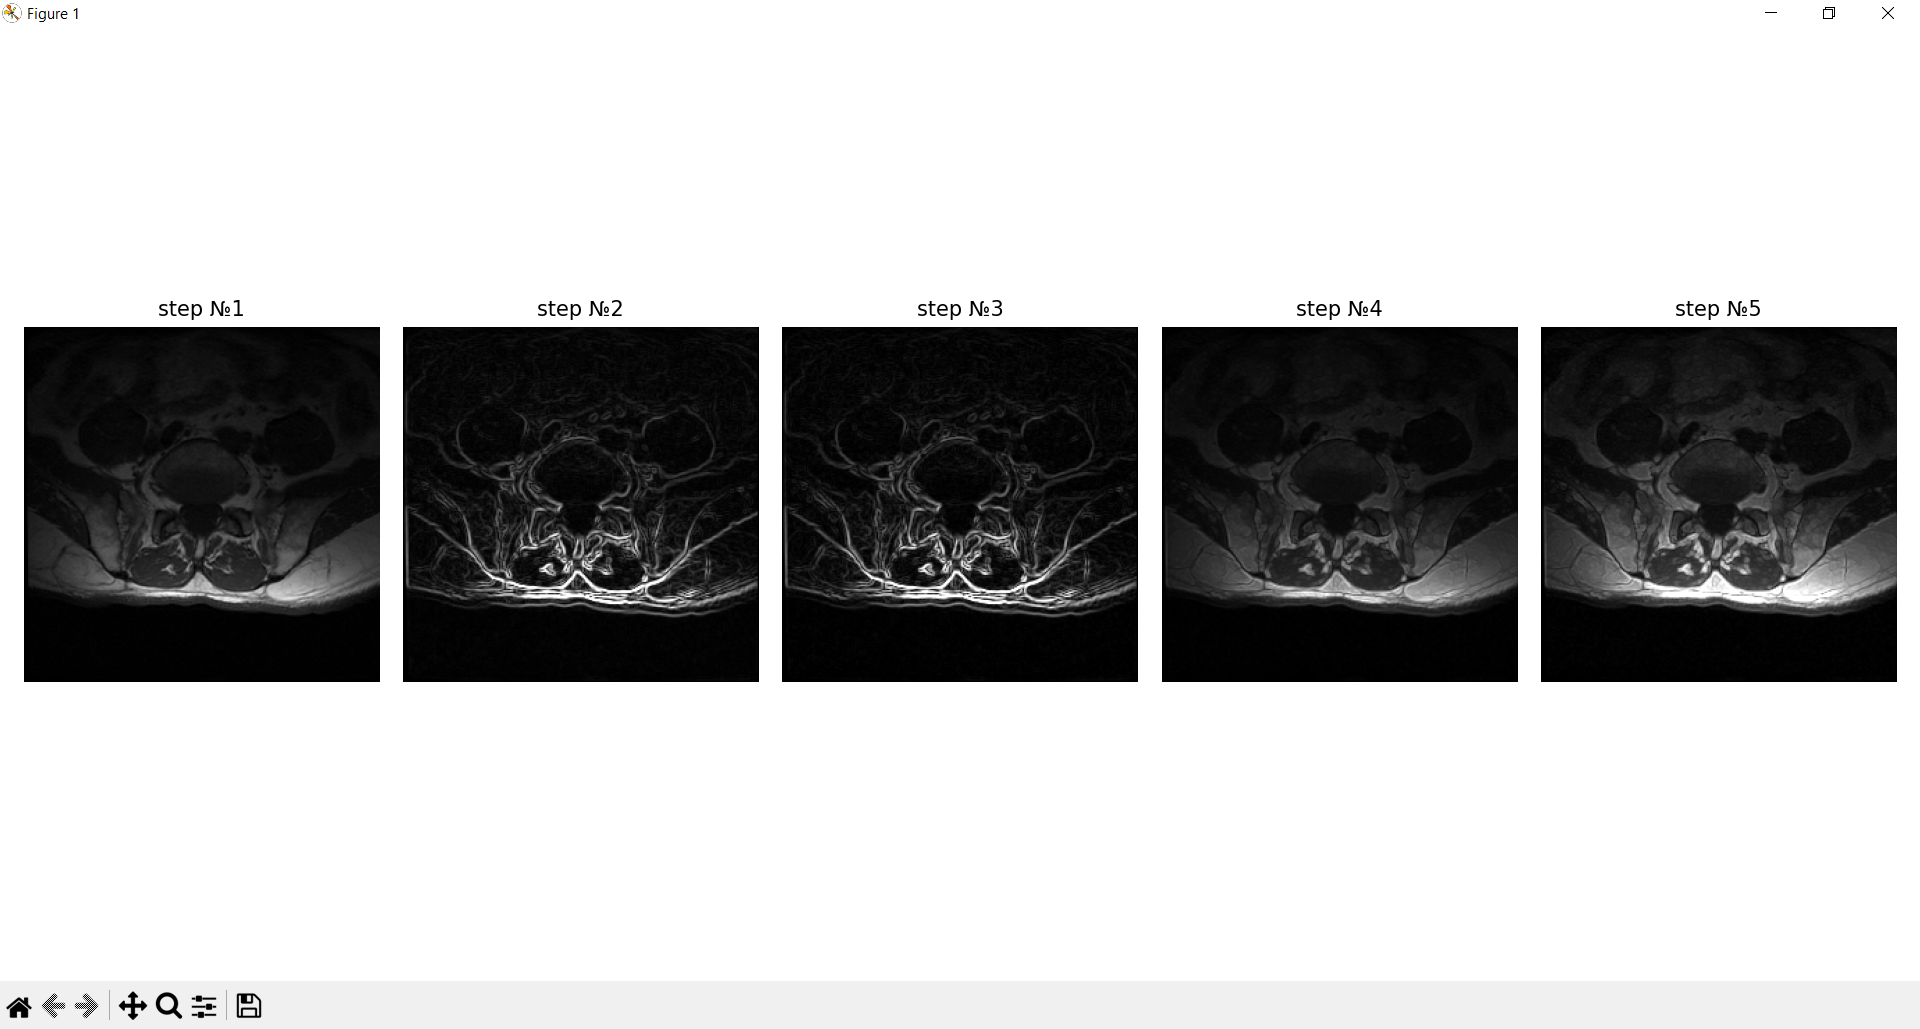 Figure 1
step №1
step №2
step №3
step №4
step №5